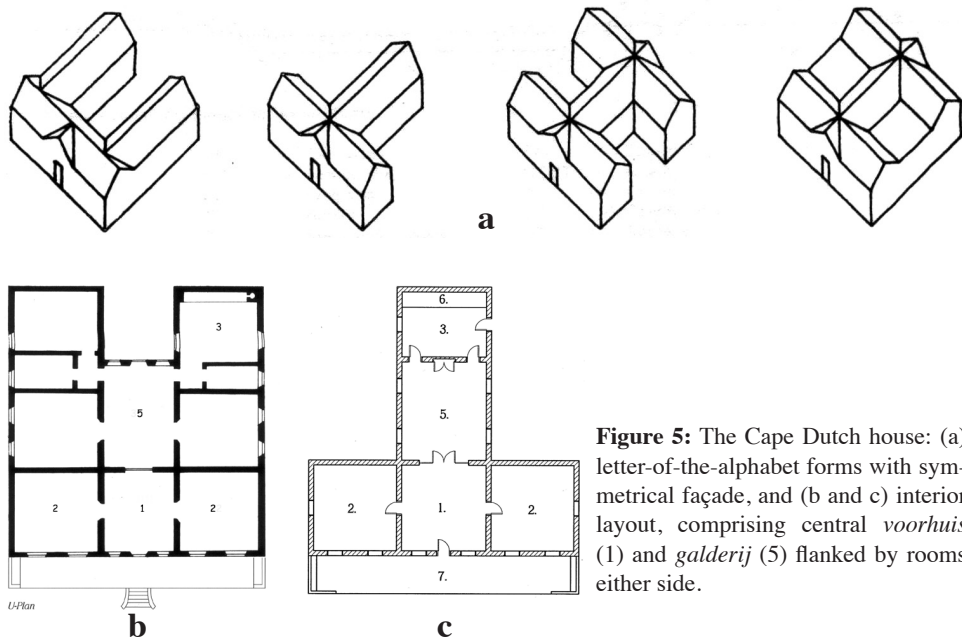 a
3
5
2 1 2
U-Plan
b
6.
3.
5.
2. 1. 2.
7.
c
Figure 5: The Cape Dutch house: (a)
letter-of-the-alphabet forms with sym-
metrical façade, and (b and c) interior
layout, comprising central voorhuis
(1) and galderij (5) flanked by rooms
either side.